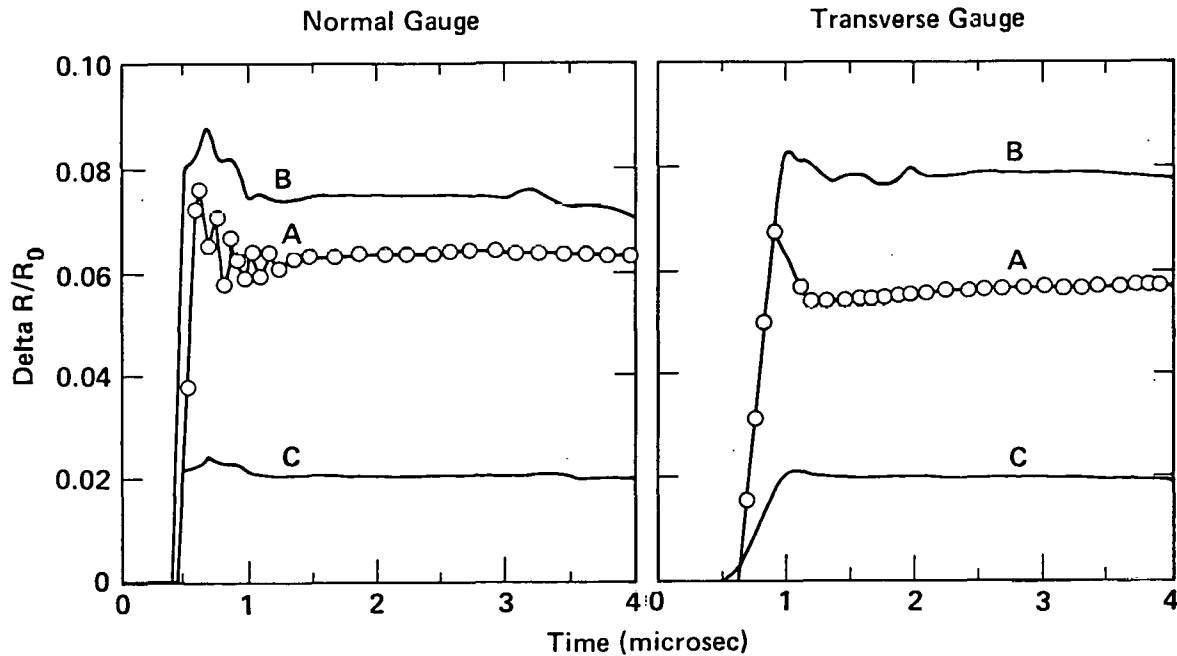 Normal Gauge
Transverse Gauge
Delta R/R0
0.10
0.08
0.06
0.04
0.02
0
B
A
C
B
A
C
0 1 2 3 4
0 1 2 3 4
Time (microsec)